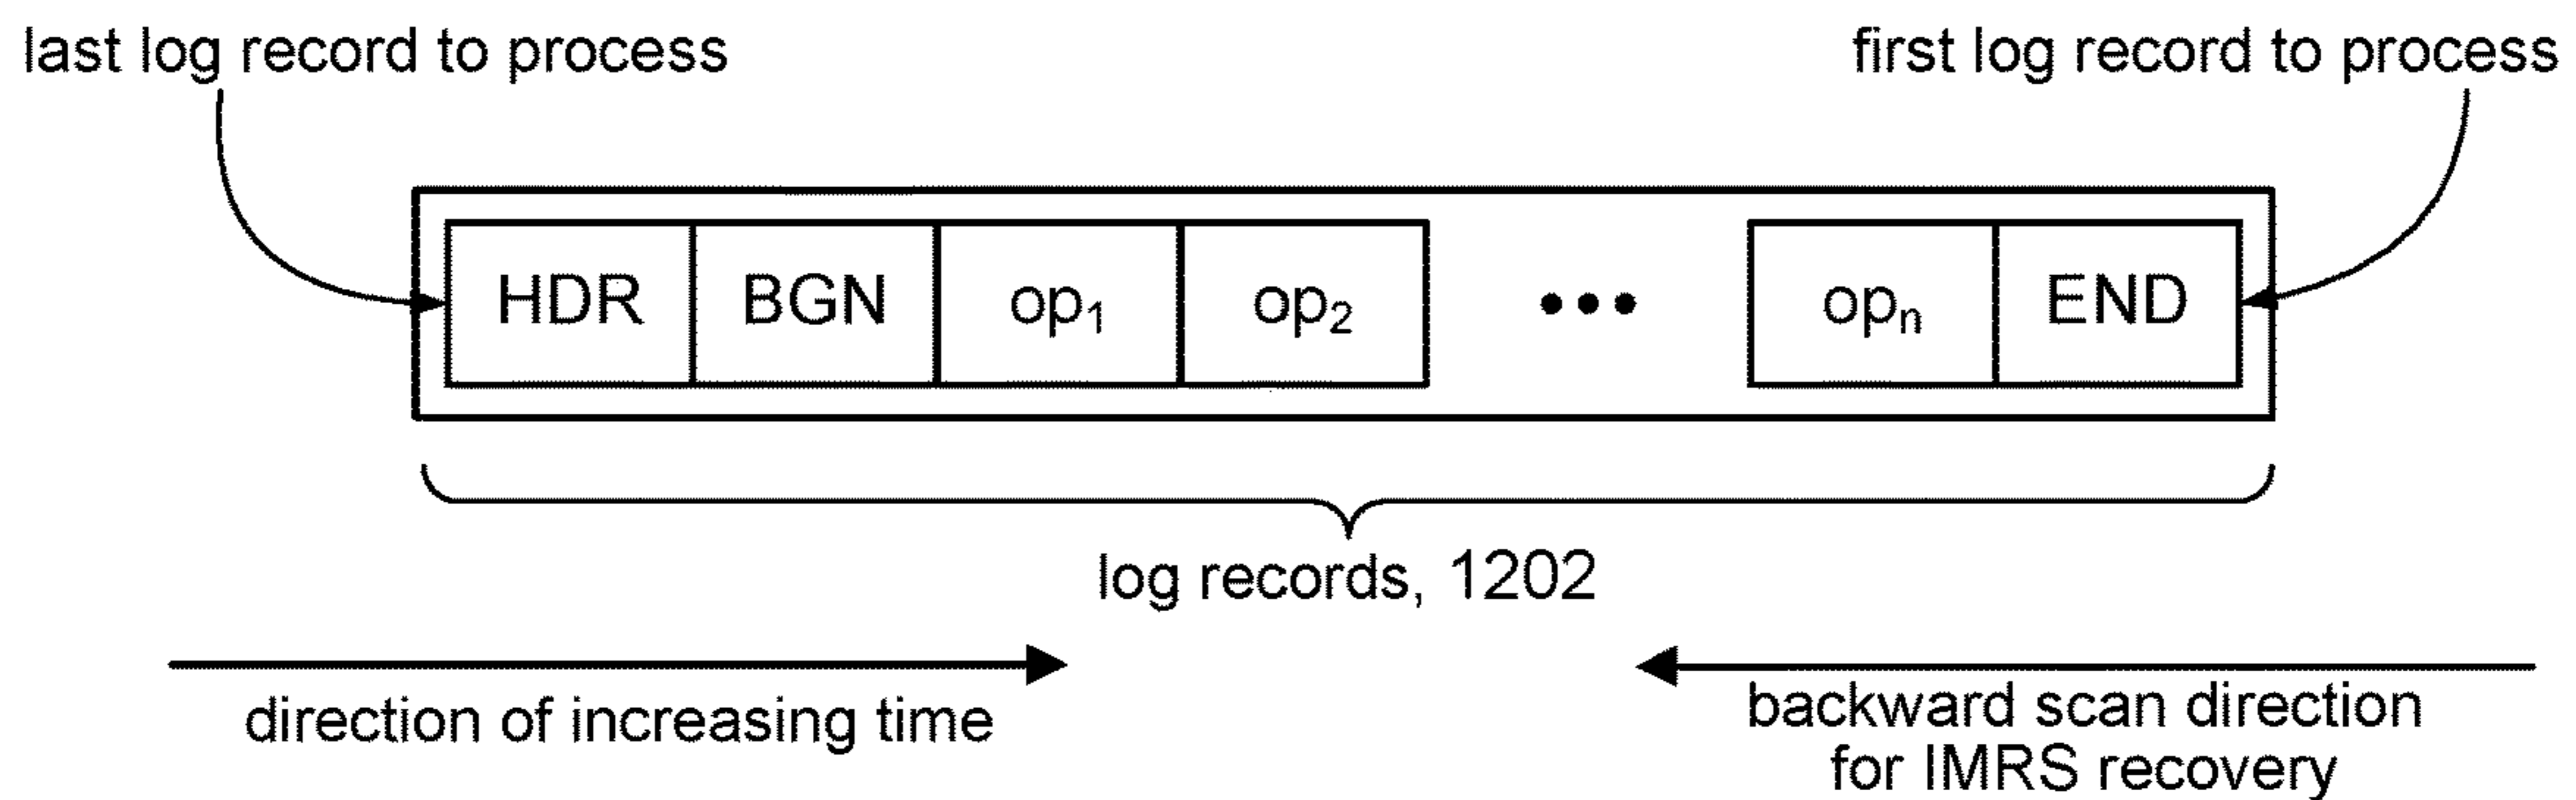 last log record to process
first log record to process
HDR BGN op₁ op₂ ••• opₙ END
log records, 1202
direction of increasing time
backward scan direction
for IMRS recovery